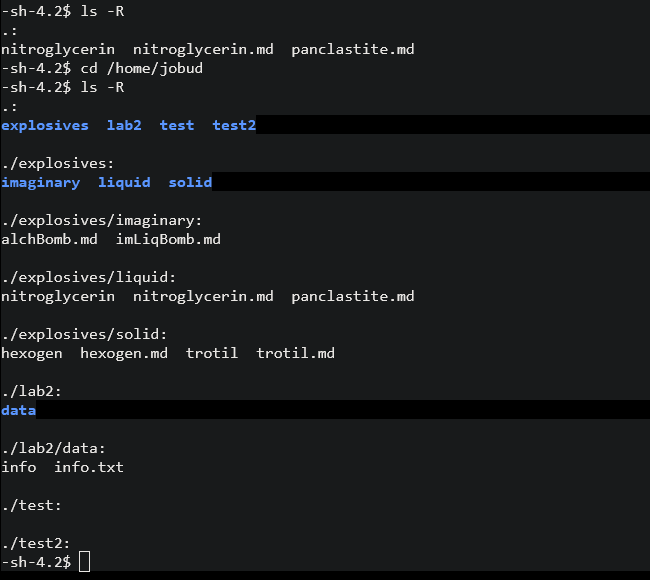 -sh-4.2$ ls -R
.:
nitroglycerin  nitroglycerin.md  panclastite.md
-sh-4.2$ cd /home/jobud
-sh-4.2$ ls -R
.:
explosives  lab2  test  test2
./explosives:
imaginary  liquid  solid
./explosives/imaginary:
alchBomb.md  imLiqBomb.md
./explosives/liquid:
nitroglycerin  nitroglycerin.md  panclastite.md
./explosives/solid:
hexogen  hexogen.md  trotil  trotil.md
./lab2:
data
./lab2/data:
info  info.txt
./test:
./test2:
-sh-4.2$